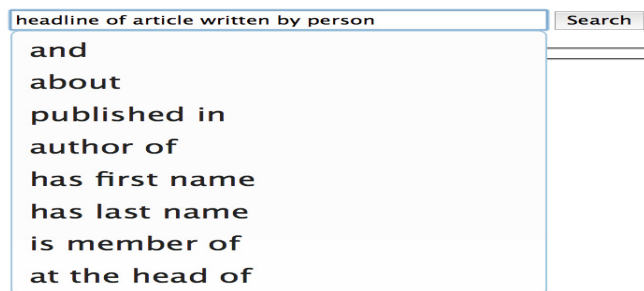 headline of article written by person Search
and
about
published in
author of
has first name
has last name
is member of
at the head of